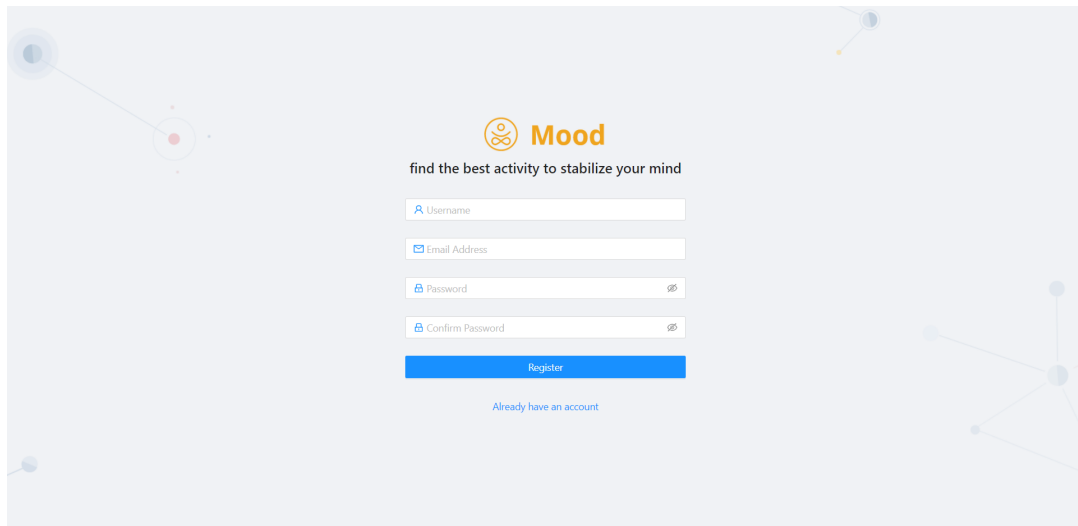 Mood
find the best activity to stabilize your mind
Username
Email Address
Password
Confirm Password
Register
Already have an account